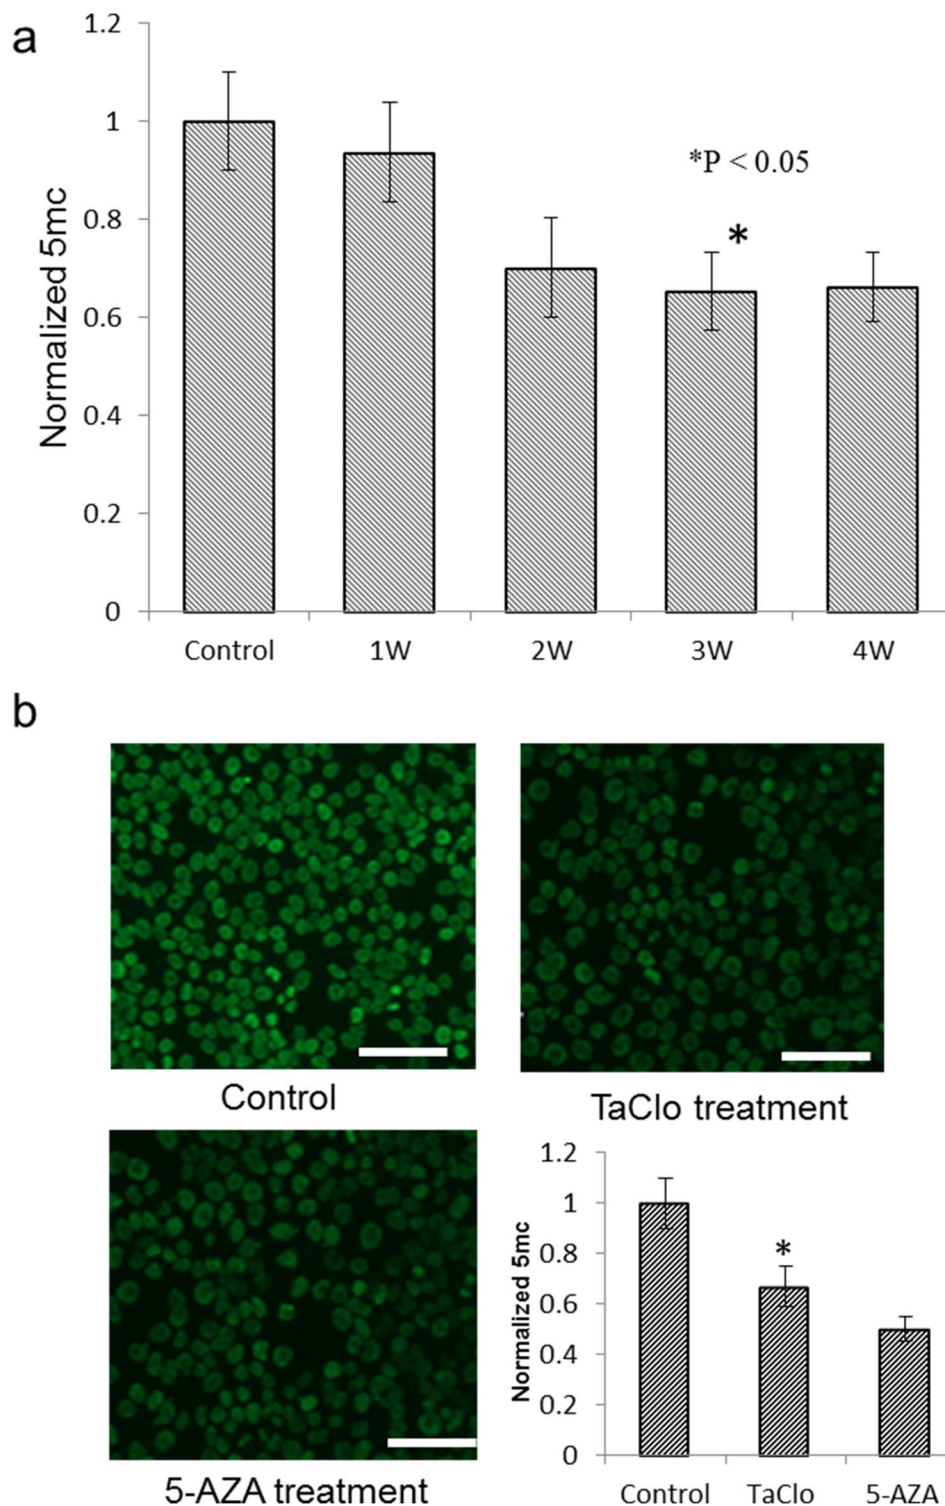 a
1.2
1
0.8
0.6
0.4
0.2
0
Normalized 5mc
*P < 0.05
*
Control 1W 2W 3W 4W
b
Control
TaClo treatment
5-AZA treatment
1.2
1
0.8
0.6
0.4
0.2
0
Normalized 5mc
*
Control TaClo 5-AZA